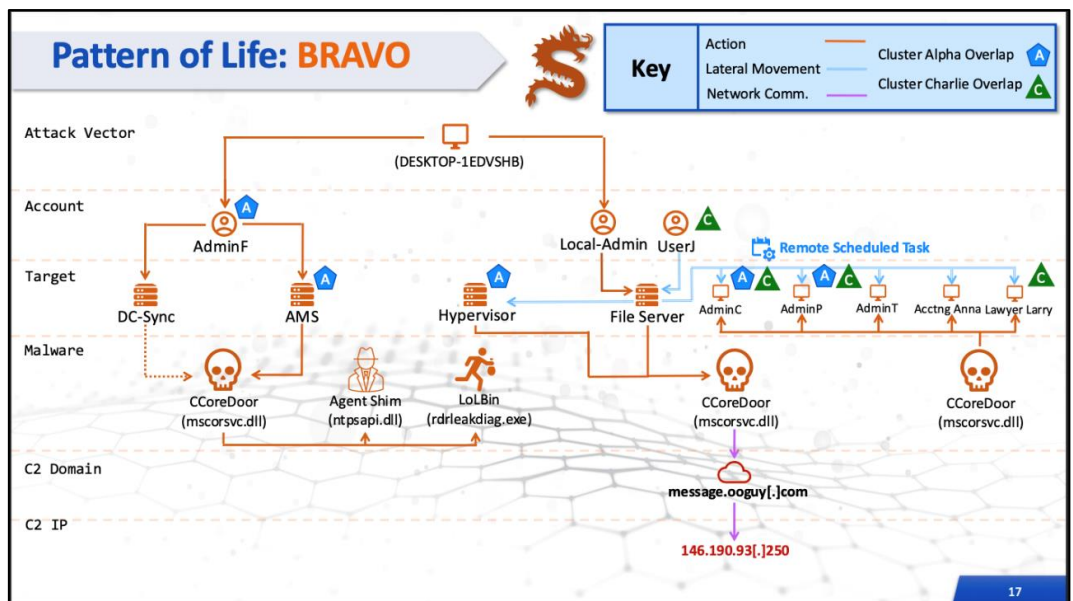 Pattern of Life: BRAVO
Key
Action
Lateral Movement
Network Comm.
Cluster Alpha Overlap A
Cluster Charlie Overlap C
Attack Vector
(DESKTOP-1EDVSHB)
Account
A
AdminF
Local-Admin
UserJ
C
Remote Scheduled Task
Target
DC-Sync
A
AMS
A
Hypervisor
File Server
A C
AdminC
A C
AdminP
AdminT
Acctng Anna
C
Lawyer Larry
Malware
CCoreDoor
(mscorsvc.dll)
Agent Shim
(ntpsapi.dll)
LoLBin
(rdrleakdiag.exe)
CCoreDoor
(mscorsvc.dll)
CCoreDoor
(mscorsvc.dll)
C2 Domain
message.ooguy[.]com
C2 IP
146.190.93[.]250
17